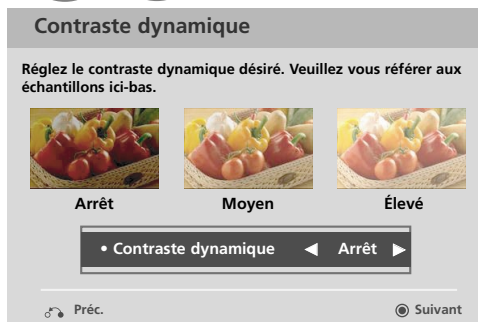 Contraste dynamique
Réglez le contraste dynamique désiré. Veuillez vous référer aux
échantillons ici-bas.
Arrêt Moyen Élevé
• Contraste dynamique ◀ Arrêt ▶
Préc. Suivant